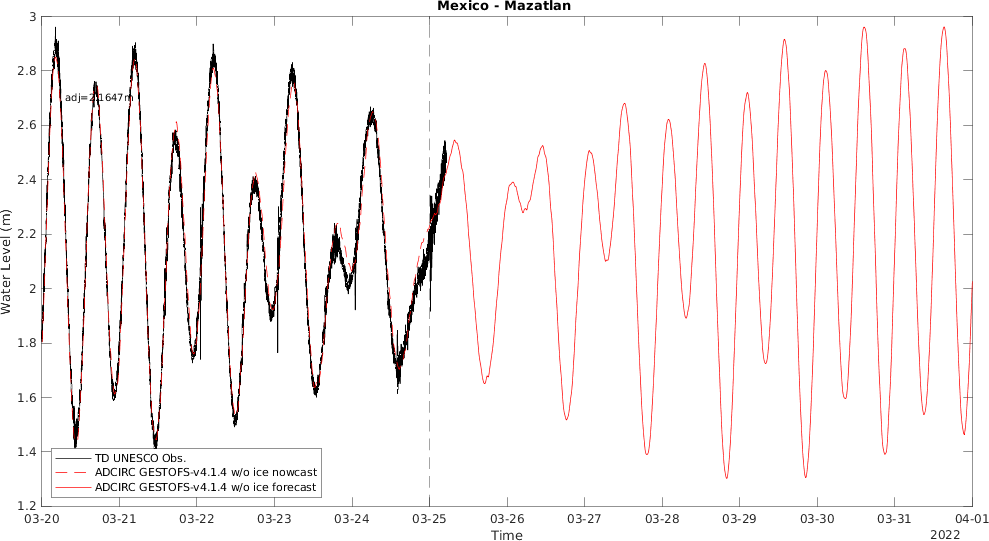 Mexico - Mazatlan
3
2.8
adj=2.1647m
2.6
2.4
2.2
2
1.8
1.6
1.4
1.2
Water Level (m)
TD UNESCO Obs.
ADCIRC GESTOFS-v4.1.4 w/o ice nowcast
ADCIRC GESTOFS-v4.1.4 w/o ice forecast
03-20 03-21 03-22 03-23 03-24 03-25 03-26 03-27 03-28 03-29 03-30 03-31 04-01
Time
2022